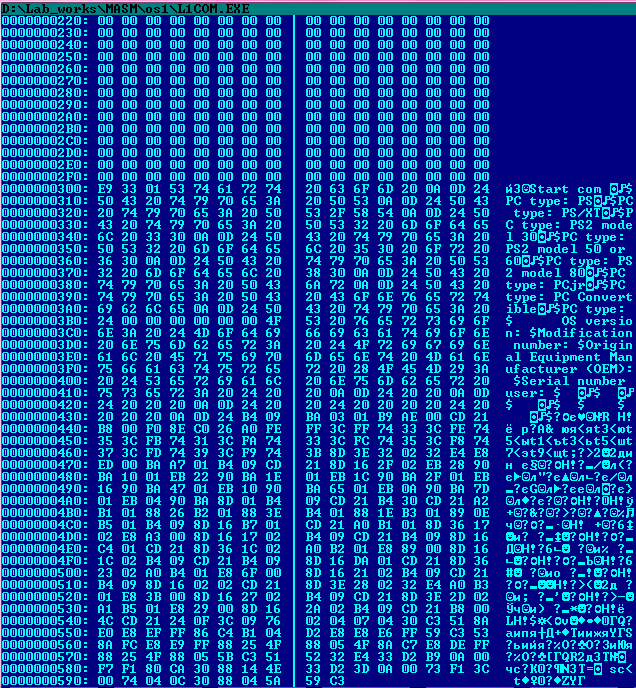 D:\Lab_works\MASM\os1\L1COM.EXE
0000000220: 00 00 00 00 00 00 00 00 │ 00 00 00 00 00 00 00 00
0000000230: 00 00 00 00 00 00 00 00 │ 00 00 00 00 00 00 00 00
0000000240: 00 00 00 00 00 00 00 00 │ 00 00 00 00 00 00 00 00
0000000250: 00 00 00 00 00 00 00 00 │ 00 00 00 00 00 00 00 00
0000000260: 00 00 00 00 00 00 00 00 │ 00 00 00 00 00 00 00 00
0000000270: 00 00 00 00 00 00 00 00 │ 00 00 00 00 00 00 00 00
0000000280: 00 00 00 00 00 00 00 00 │ 00 00 00 00 00 00 00 00
0000000290: 00 00 00 00 00 00 00 00 │ 00 00 00 00 00 00 00 00
00000002A0: 00 00 00 00 00 00 00 00 │ 00 00 00 00 00 00 00 00
00000002B0: 00 00 00 00 00 00 00 00 │ 00 00 00 00 00 00 00 00
00000002C0: 00 00 00 00 00 00 00 00 │ 00 00 00 00 00 00 00 00
00000002D0: 00 00 00 00 00 00 00 00 │ 00 00 00 00 00 00 00 00
00000002E0: 00 00 00 00 00 00 00 00 │ 00 00 00 00 00 00 00 00
00000002F0: 00 00 00 00 00 00 00 00 │ 00 00 00 00 00 00 00 00
0000000300: E9 33 01 53 74 61 72 74 │ 20 63 6F 6D 20 0A 0D 24 й3☺Start com ◙♪$
0000000310: 50 43 20 74 79 70 65 3A │ 20 50 53 0A 0D 24 50 43 PC type: PS◙♪$PC
0000000320: 20 74 79 70 65 3A 20 50 │ 53 2F 58 54 0A 0D 24 50 type: PS/XT◙♪$P
0000000330: 43 20 74 79 70 65 3A 20 │ 50 53 32 20 6D 6F 64 65 C type: PS2 mode
0000000340: 6C 20 33 30 0A 0D 24 50 │ 43 20 74 79 70 65 3A 20 l 30◙♪$PC type:
0000000350: 50 53 32 20 6D 6F 64 65 │ 6C 20 35 30 20 6F 72 20 PS2 model 50 or
0000000360: 36 30 0A 0D 24 50 43 20 │ 74 79 70 65 3A 20 50 53 60◙♪$PC type: PS
0000000370: 32 20 6D 6F 64 65 6C 20 │ 38 30 0A 0D 24 50 43 20 2 model 80◙♪$PC
0000000380: 74 79 70 65 3A 20 50 43 │ 6A 72 0A 0D 24 50 43 20 type: PCjr◙♪$PC
0000000390: 74 79 70 65 3A 20 50 43 │ 20 43 6F 6E 76 65 72 74 type: PC Convert
00000003A0: 69 62 6C 65 0A 0D 24 50 │ 43 20 74 79 70 65 3A 20 ible◙♪$PC type:
00000003B0: 24 00 00 00 00 00 00 4F │ 53 20 76 65 72 73 69 6F $      OS versio
00000003C0: 6E 3A 20 24 4D 6F 64 69 │ 66 69 63 61 74 69 6F 6E n: $Modification
00000003D0: 20 6E 75 6D 62 65 72 3A │ 20 24 4F 72 69 67 69 6E number: $Origin
00000003E0: 61 6C 20 45 71 75 69 70 │ 6D 65 6E 74 20 4D 61 6E al Equipment Man
00000003F0: 75 66 61 63 74 75 72 65 │ 72 20 28 4F 45 4D 29 3A ufacturer (OEM):
0000000400: 20 24 53 65 72 69 61 6C │ 20 6E 75 6D 62 65 72 20 $Serial number
0000000410: 75 73 65 72 3A 20 24 20 │ 20 20 0A 0D 24 20 20 20 user: $   ◙♪$
0000000420: 24 20 20 20 0A 0D 24 20 │ 20 20 20 20 24 20 20 20 $   ◙♪$     $
0000000430: 20 20 20 0A 0D 24 B4 09 │ BA 03 01 B9 AE 00 CD 21
0000000440: B8 00 F0 8E C0 26 A0 FE │ FF 3C FF 74 33 3C FE 74
0000000450: 35 3C FB 74 31 3C FA 74 │ 33 3C FC 74 35 3C F8 74
0000000460: 37 3C FD 74 39 3C F9 74 │ 3B 8D 3E 32 02 32 E4 E8
0000000470: ED 00 BA A7 01 B4 09 CD │ 21 8D 16 2F 02 EB 28 90
0000000480: BA 10 01 EB 22 90 BA 1E │ 01 EB 1C 90 BA 2F 01 EB
0000000490: 16 90 BA 47 01 EB 10 90 │ BA 65 01 EB 0A 90 BA 7D
00000004A0: 01 EB 04 90 BA 8D 01 B4 │ 09 CD 21 B4 30 CD 21 A2
00000004B0: B1 01 88 26 B2 01 88 3E │ B4 01 88 1E B3 01 89 0E
00000004C0: B5 01 B4 09 8D 16 B7 01 │ CD 21 A0 B1 01 8D 36 17
00000004D0: 02 E8 A3 00 8D 16 17 02 │ B4 09 CD 21 B4 09 8D 16
00000004E0: C4 01 CD 21 8D 36 1C 02 │ A0 B2 01 E8 89 00 8D 16
00000004F0: 1C 02 B4 09 CD 21 B4 09 │ 8D 16 DA 01 CD 21 8D 36
0000000500: 23 02 A0 B4 01 E8 6F 00 │ 8D 16 21 02 B4 09 CD 21
0000000510: B4 09 8D 16 02 02 CD 21 │ 8D 3E 28 02 32 E4 A0 B3
0000000520: 01 E8 3B 00 8D 16 27 02 │ B4 09 CD 21 8D 3E 2D 02
0000000530: A1 B5 01 E8 29 00 8D 16 │ 2A 02 B4 09 CD 21 B8 00
0000000540: 4C CD 21 24 0F 3C 09 76 │ 02 04 07 04 30 C3 51 8A
0000000550: E0 E8 EF FF 86 C4 B1 04 │ D2 E8 E8 E6 FF 59 C3 53
0000000560: 8A FC E8 E9 FF 88 25 4F │ 88 05 4F 8A C7 E8 DE FF
0000000570: 88 25 4F 88 05 5B C3 51 │ 52 32 E4 33 D2 B9 0A 00
0000000580: F7 F1 80 CA 30 88 14 4E │ 33 D2 3D 0A 00 73 F1 3C
0000000590: 00 74 04 0C 30 88 04 5A │ 59 C3